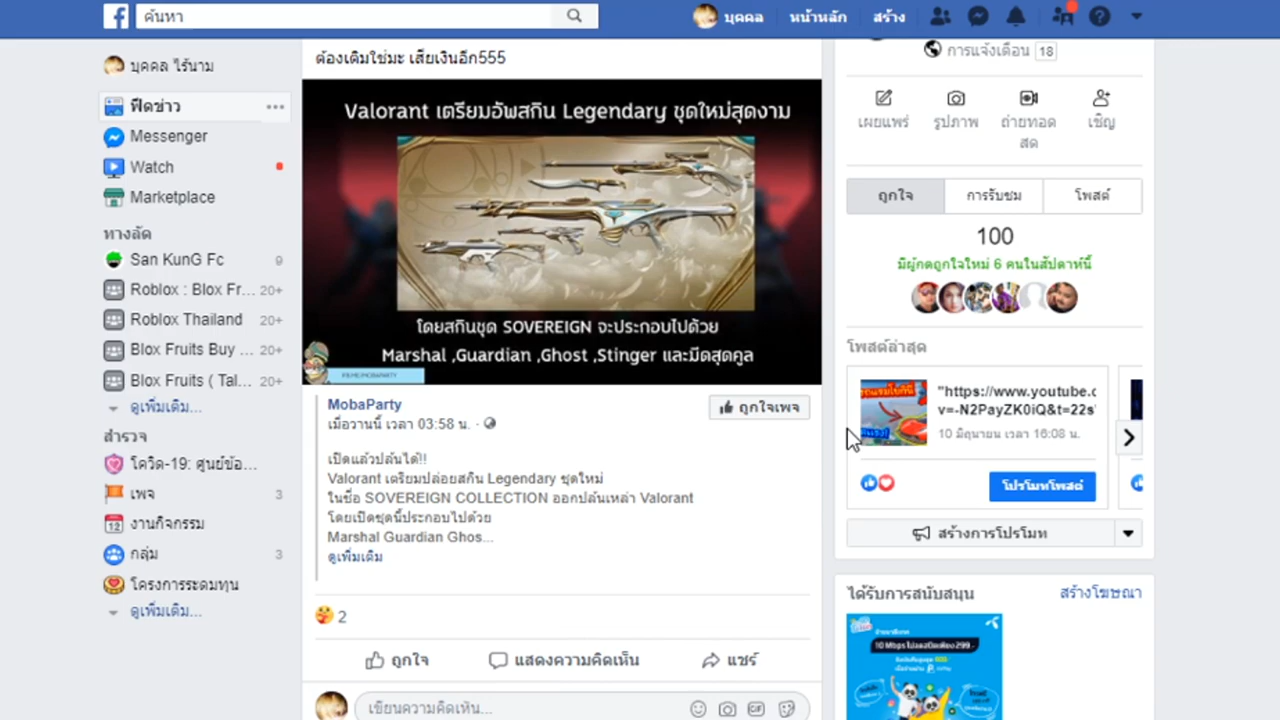 ค้นหา
บุคคล
หน้าหลัก
สร้าง
บุคคล ไร้นาม
ฟีดข่าว
Messenger
Watch
Marketplace
ทางลัด
San KunG Fc 9
Roblox : Blox Fr... 20+
Roblox Thailand 20+
Blox Fruits Buy ... 20+
Blox Fruits ( Tal... 20+
ดูเพิ่มเติม...
สำรวจ
โควิด-19: ศูนย์ข้อ...
เพจ 3
งานกิจกรรม
กลุ่ม 3
โครงการระดมทุน
ดูเพิ่มเติม...
ต้องเติมใช่มะ เสียเงินอีก555
Valorant เตรียมอัพสกิน Legendary ชุดใหม่สุดงาม
โดยสกินชุด SOVEREIGN จะประกอบไปด้วย
Marshal ,Guardian ,Ghost ,Stinger และมีดสุดคูล
MobaParty
เมื่อวานนี้ เวลา 03:58 น. ·
ถูกใจเพจ
เปิดแล้วปล้นได้!!
Valorant เตรียมปล่อยสกิน Legendary ชุดใหม่
ในชื่อ SOVEREIGN COLLECTION ออกปล้นเหล่า Valorant
โดยเปิดชุดนี้ประกอบไปด้วย
Marshal Guardian Ghos...
ดูเพิ่มเติม
2
ถูกใจ
แสดงความคิดเห็น
แชร์
เขียนความคิดเห็น...
GIF
การแจ้งเตือน 18
เผยแพร่
รูปภาพ
ถ่ายทอด
สด
เชิญ
ถูกใจ
การรับชม
โพสต์
100
มีผู้กดถูกใจใหม่ 6 คนในสัปดาห์นี้
โพสต์ล่าสุด
"https://www.youtube.c
v=-N2PayZK0iQ&t=22s'
10 มิถุนายน เวลา 16:08 น.
โปรโมทโพสต์
สร้างการโปรโมท
ได้รับการสนับสนุน
สร้างโฆษณา
10 Mbps ไม่ลดสปีดเพียง 299.-